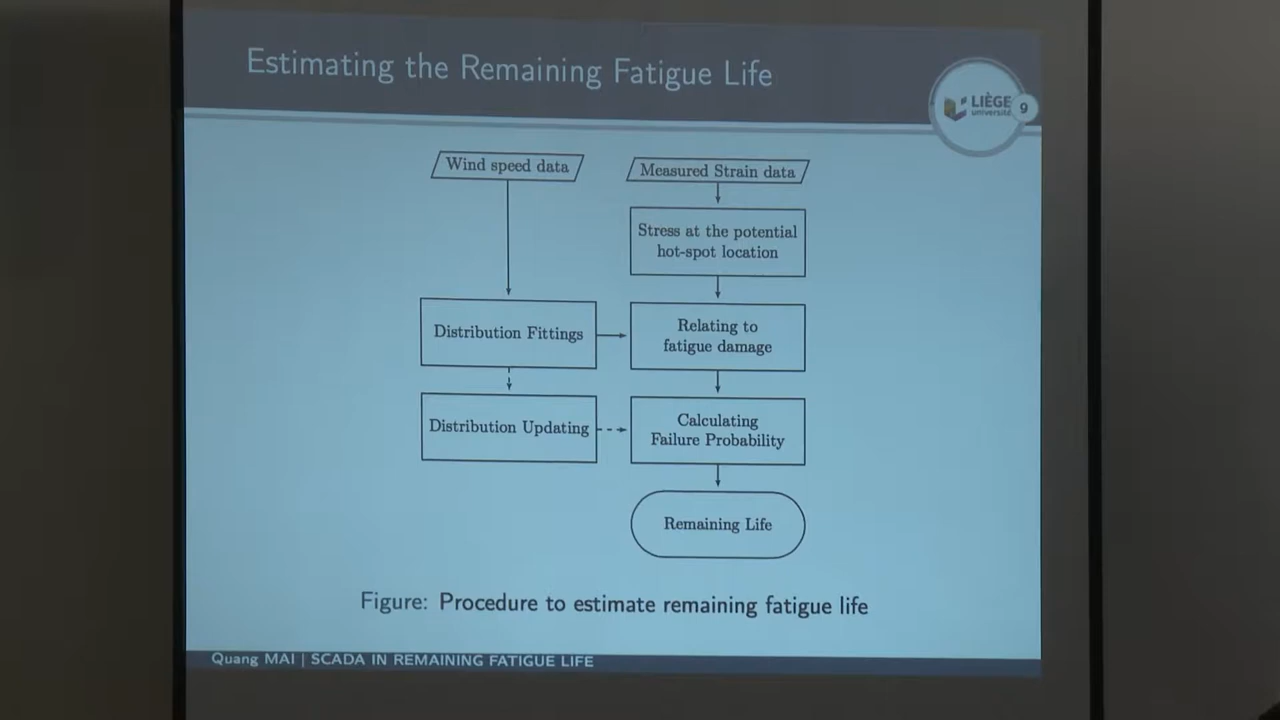 Estimating the Remaining Fatigue Life
LIÈGE
université
9
Wind speed data
Measured Strain data
Stress at the potential
hot-spot location
Distribution Fittings
Relating to
fatigue damage
Distribution Updating
Calculating
Failure Probability
Remaining Life
Figure: Procedure to estimate remaining fatigue life
Quang MAI | SCADA IN REMAINING FATIGUE LIFE